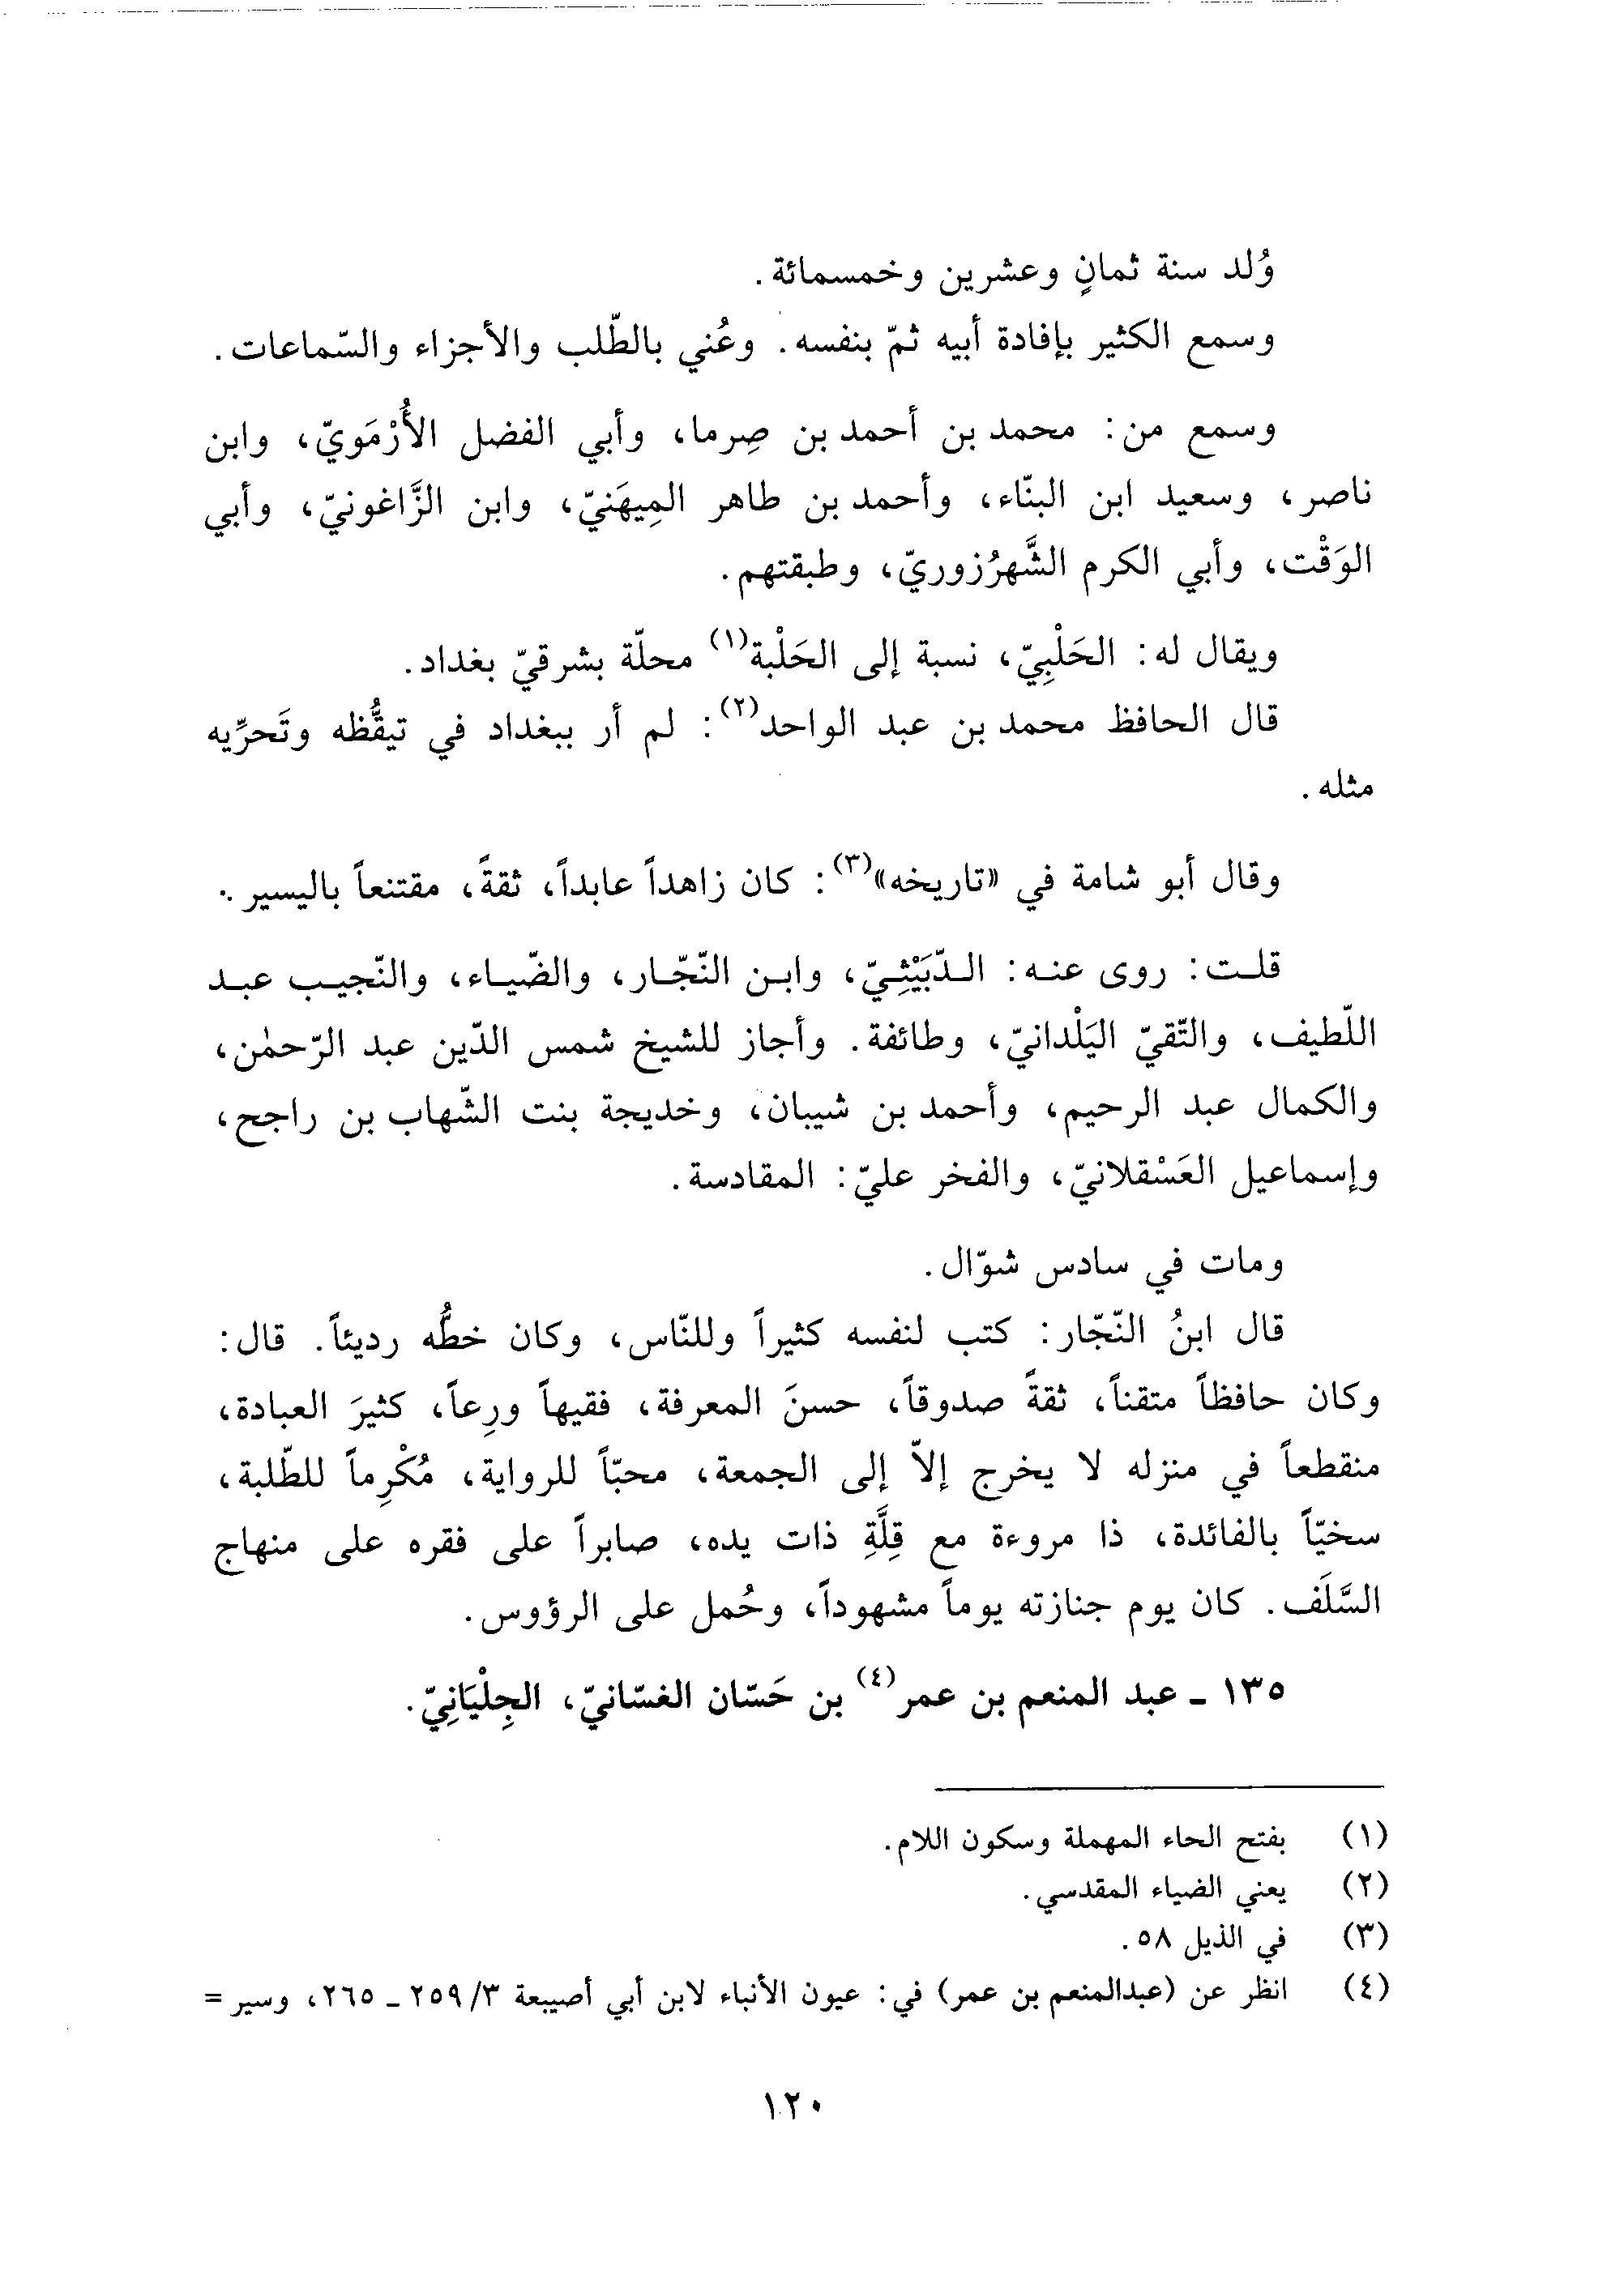 وُلد سنة ثمانٍ وعشرين وخمسمائة.
وسمع الكثير بإفادة أبيه ثمّ بنفسه. وعُني بالطّلب والأجزاء والسّماعات.
وسمع من: محمد بن أحمد بن صِرما، وأبي الفضل الأُرْمَويّ، وابن
ناصر، وسعيد ابن البنّاء، وأحمد بن طاهر المِيهَنيّ، وابن الزَّاغونيّ، وأبي
الوَقْت، وأبي الكرم الشَّهرُزوريّ، وطبقتهم.
ويقال له: الحَلْبِيّ، نسبة إلى الحَلْبة(١) محلّة بشرقيّ بغداد.
قال الحافظ محمد بن عبد الواحد(٢): لم أر ببغداد في تيقُّظه وتَحرِّيه
مثله.
وقال أبو شامة في «تاريخه»(٣): كان زاهداً عابداً، ثقةً، مقتنعاً باليسير.
قلت: روى عنه: الدّبَيْثِيّ، وابن النّجّار، والضّياء، والنّجيب عبد
اللّطيف، والتّقيّ اليَلْدانيّ، وطائفة. وأجاز للشيخ شمس الدّين عبد الرّحمٰن،
والكمال عبد الرحيم، وأحمد بن شيبان، وخديجة بنت الشّهاب بن راجح،
وإسماعيل العَسْقلانيّ، والفخر عليّ: المقادسة.
ومات في سادس شوّال.
قال ابنُ النّجّار: كتب لنفسه كثيراً وللنّاس، وكان خطُّه رديئاً. قال:
وكان حافظاً متقناً، ثقةً صدوقاً، حسنَ المعرفة، فقيهاً ورِعاً، كثيرَ العبادة،
منقطعاً في منزله لا يخرج إلاّ إلى الجمعة، محبّاً للرواية، مُكْرِماً للطّلبة،
سخيّاً بالفائدة، ذا مروءة مع قِلَّةِ ذات يده، صابراً على فقره على منهاج
السَّلَف. كان يوم جنازته يوماً مشهوداً، وحُمل على الرؤوس.
١٣٥ ـ عبد المنعم بن عمر(٤) بن حَسّان الغسّانيّ، الجِلْيَانِيّ.
(١) بفتح الحاء المهملة وسكون اللام.
(٢) يعني الضياء المقدسي.
(٣) في الذيل ٥٨.
(٤) انظر عن (عبدالمنعم بن عمر) في: عيون الأنباء لابن أبي أصيبعة ٢٥٩/٣ ـ ٢٦٥، وسير =
١٢٠